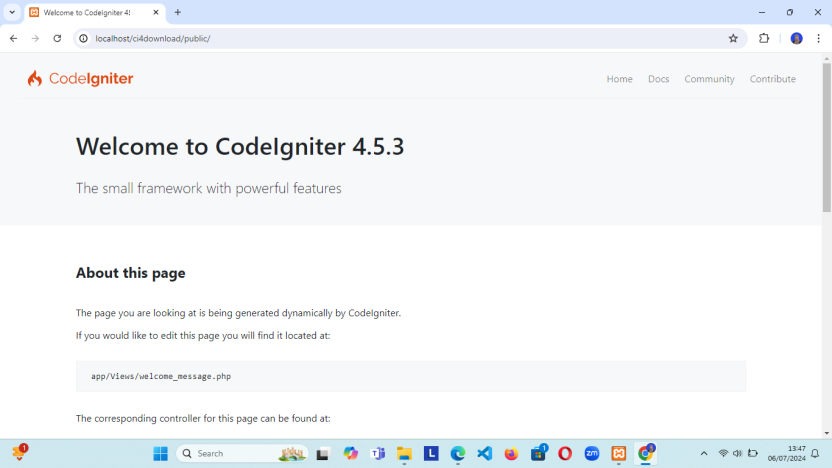 Welcome to CodeIgniter 4!
localhost/ci4download/public/
CodeIgniter
Home Docs Community Contribute
Welcome to CodeIgniter 4.5.3
The small framework with powerful features
About this page
The page you are looking at is being generated dynamically by CodeIgniter.
If you would like to edit this page you will find it located at:
app/Views/welcome_message.php
The corresponding controller for this page can be found at:
1
Search
L
1
zm
13:47
06/07/2024